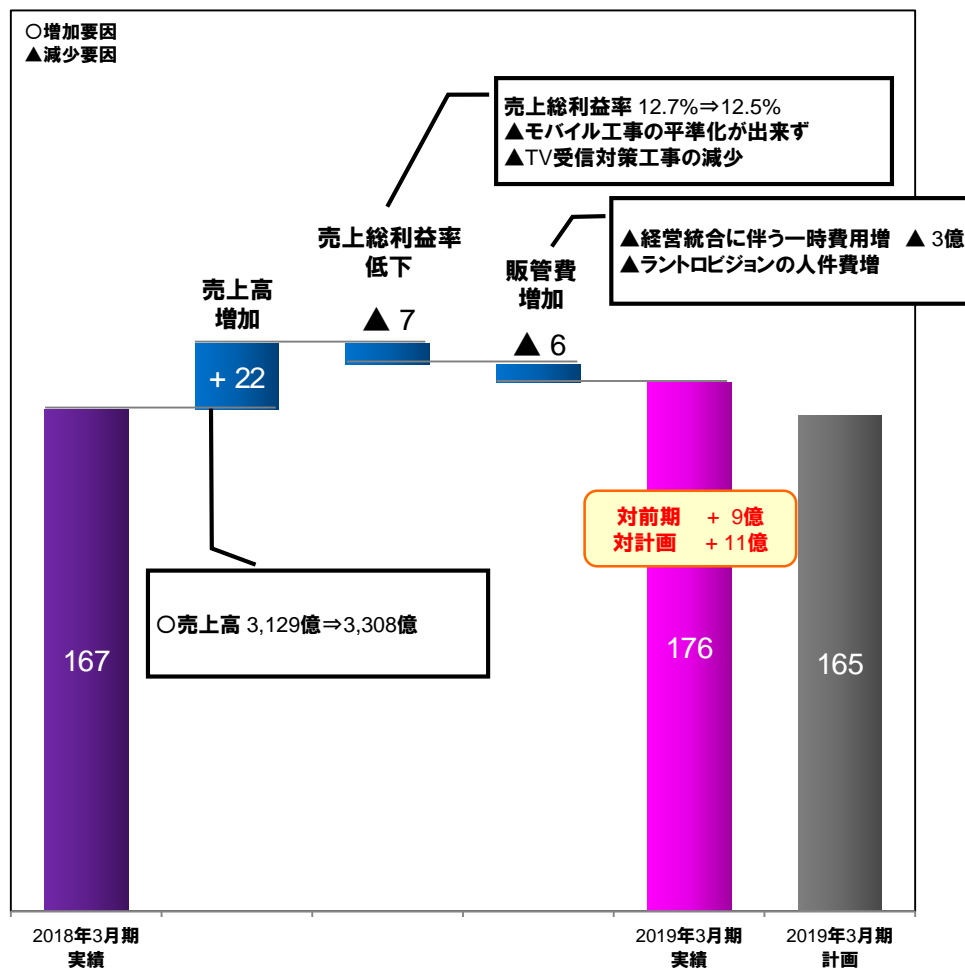 ○増加要因
▲減少要因
売上総利益率 12.7%⇒12.5%
▲モバイル工事の平準化が出来ず
▲TV受信対策工事の減少
▲経営統合に伴う一時費用増 ▲ 3億
▲ラントロビジョンの人件費増
売上高
増加
売上総利益率
低下
販管費
増加
+ 22
▲ 7
▲ 6
対前期 + 9億
対計画 + 11億
○売上高 3,129億⇒3,308億
167
176
165
2018年3月期
実績
2019年3月期
実績
2019年3月期
計画